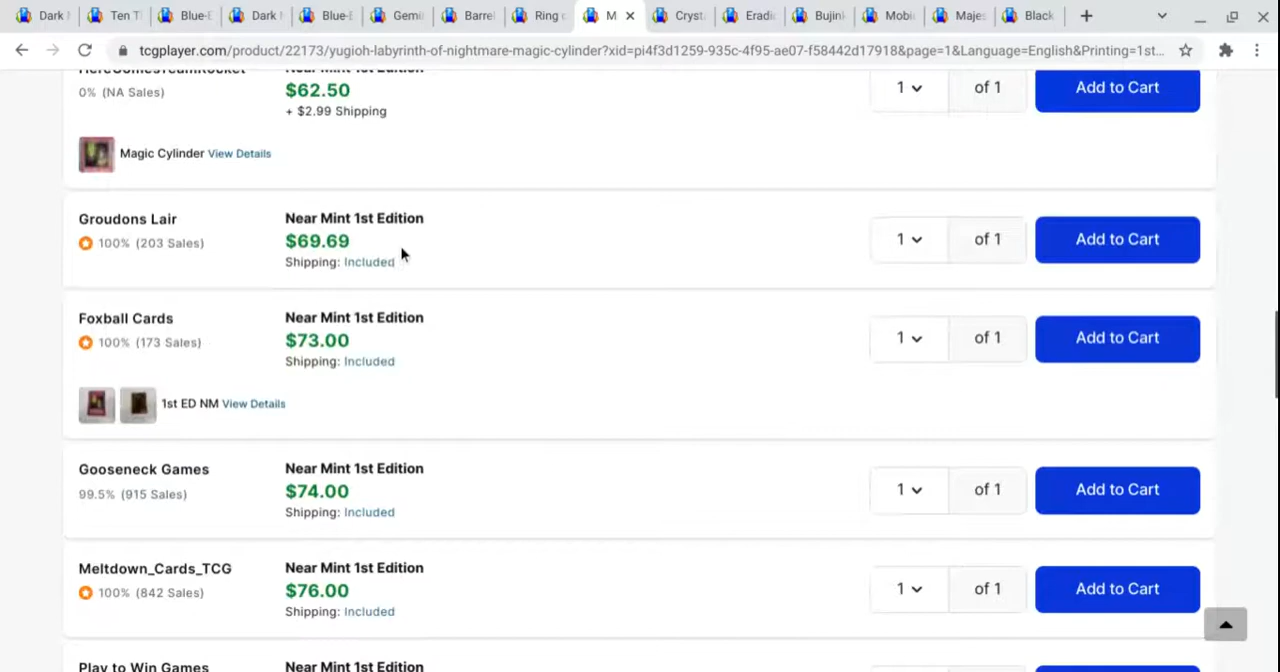 Dark
Ten T
Blue-E
Dark
Blue-E
Gemi
Barre
Ring
M
Cryst
Eradi
Bujin
Mobi
Majes
Black
tcgplayer.com/product/22173/yugioh-labyrinth-of-nightmare-magic-cylinder?xid=pi4f3d1259-935c-4f95-ae07-f58442d17918&page=1&Language=English&Printing=1st...
HereComesTeamRocket
0% (NA Sales)
Near Mint 1st Edition
$62.50
+ $2.99 Shipping
1
of 1
Add to Cart
Magic Cylinder View Details
Groudons Lair
100% (203 Sales)
Near Mint 1st Edition
$69.69
Shipping: Included
1
of 1
Add to Cart
Foxball Cards
100% (173 Sales)
Near Mint 1st Edition
$73.00
Shipping: Included
1
of 1
Add to Cart
1st ED NM View Details
Gooseneck Games
99.5% (915 Sales)
Near Mint 1st Edition
$74.00
Shipping: Included
1
of 1
Add to Cart
Meltdown_Cards_TCG
100% (842 Sales)
Near Mint 1st Edition
$76.00
Shipping: Included
1
of 1
Add to Cart
Play to Win Games
Near Mint 1st Edition